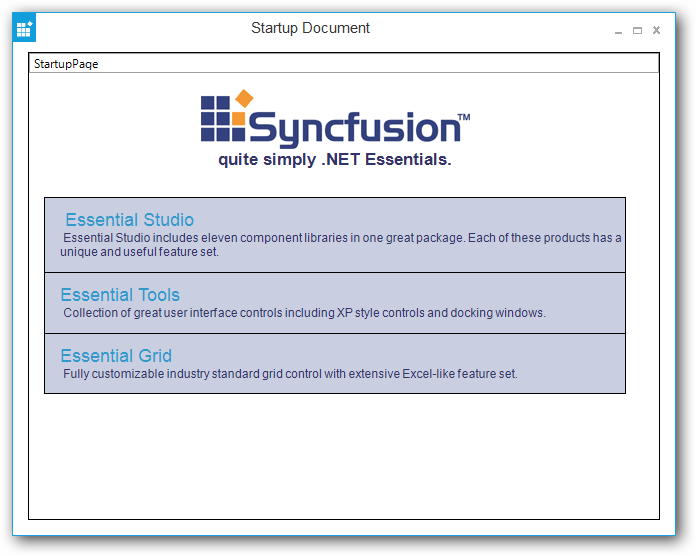 Startup Document
StartupPage
Syncfusion™
quite simply .NET Essentials.
Essential Studio
Essential Studio includes eleven component libraries in one great package. Each of these products has a
unique and useful feature set.
Essential Tools
Collection of great user interface controls including XP style controls and docking windows.
Essential Grid
Fully customizable industry standard grid control with extensive Excel-like feature set.